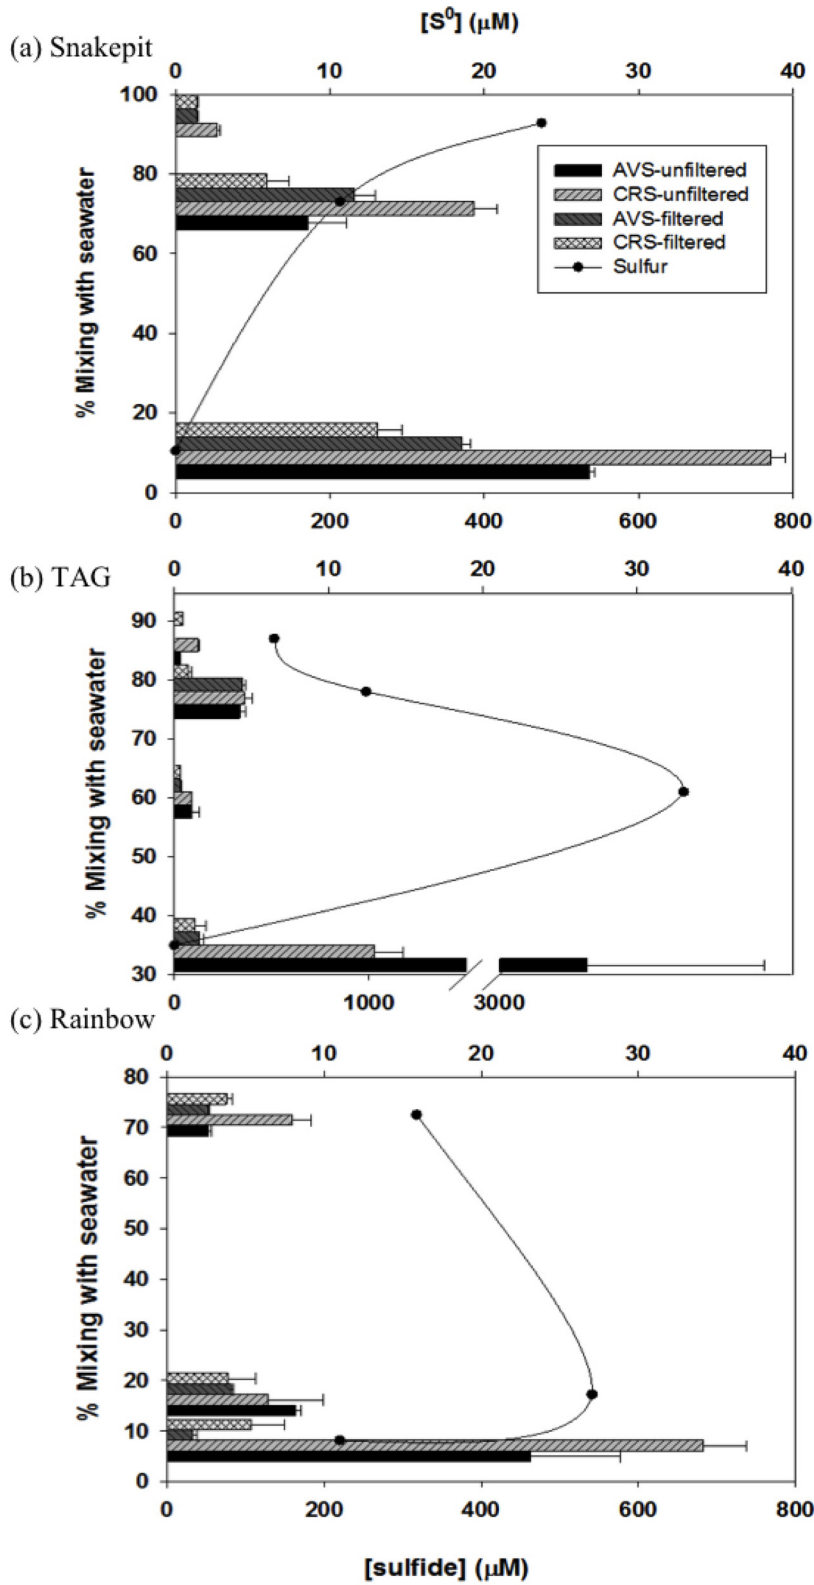 [S⁰] (µM)
(a) Snakepit
0 10 20 30 40
100
80
60
40
20
0
% Mixing with seawater
AVS-unfiltered
CRS-unfiltered
AVS-filtered
CRS-filtered
Sulfur
0 200 400 600 800
(b) TAG
0 10 20 30 40
90
80
70
60
50
40
30
% Mixing with seawater
0 1000 3000
(c) Rainbow
0 10 20 30 40
80
70
60
50
40
30
20
10
0
% Mixing with seawater
0 200 400 600 800
[sulfide] (µM)